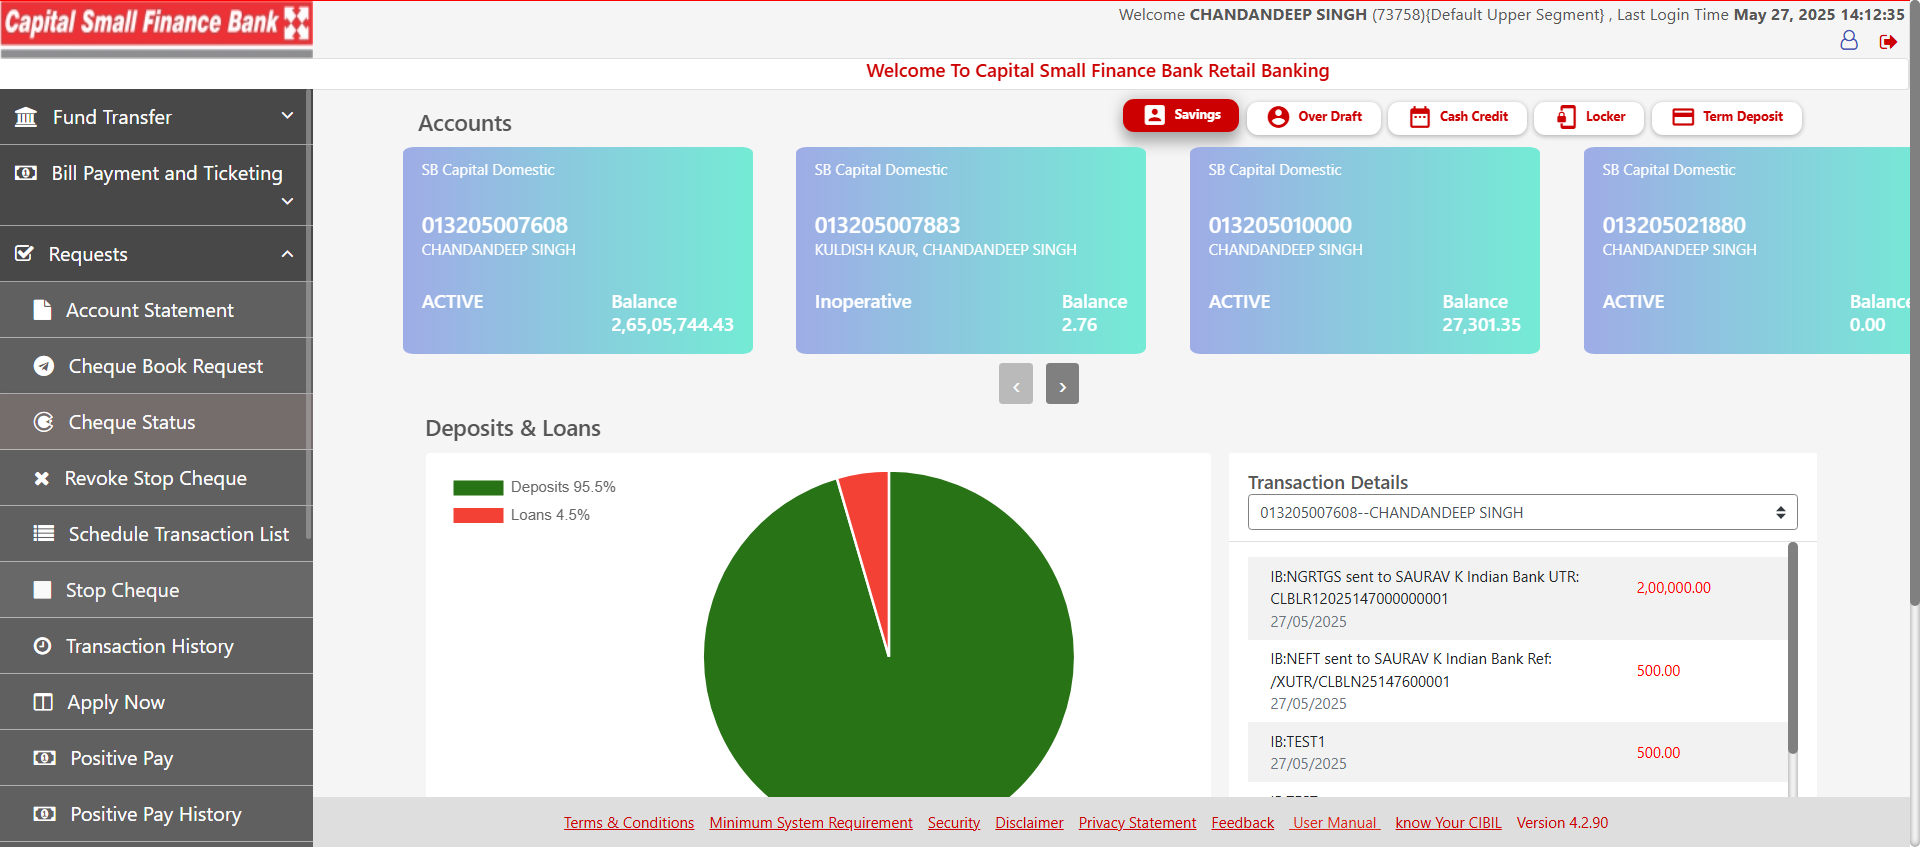 Capital Small Finance Bank
Welcome CHANDANDEEP SINGH (73758){Default Upper Segment} , Last Login Time May 27, 2025 14:12:35
Welcome To Capital Small Finance Bank Retail Banking
Fund Transfer
Bill Payment and Ticketing
Requests
Account Statement
Cheque Book Request
Cheque Status
Revoke Stop Cheque
Schedule Transaction List
Stop Cheque
Transaction History
Apply Now
Positive Pay
Positive Pay History
Accounts
Savings
Over Draft
Cash Credit
Locker
Term Deposit
SB Capital Domestic
013205007608
CHANDANDEEP SINGH
ACTIVE
Balance
2,65,05,744.43
SB Capital Domestic
013205007883
KULDISH KAUR, CHANDANDEEP SINGH
Inoperative
Balance
2.76
SB Capital Domestic
013205010000
CHANDANDEEP SINGH
ACTIVE
Balance
27,301.35
SB Capital Domestic
013205021880
CHANDANDEEP SINGH
ACTIVE
Balance
0.00
Deposits & Loans
Deposits 95.5%
Loans 4.5%
Transaction Details
013205007608--CHANDANDEEP SINGH
IB:NGRTGS sent to SAURAV K Indian Bank UTR:
CLBLR12025147000000001
27/05/2025
2,00,000.00
IB:NEFT sent to SAURAV K Indian Bank Ref:
/XUTR/CLBLN25147600001
27/05/2025
500.00
IB:TEST1
27/05/2025
500.00
Terms & Conditions Minimum System Requirement Security Disclaimer Privacy Statement Feedback User Manual know Your CIBIL Version 4.2.90